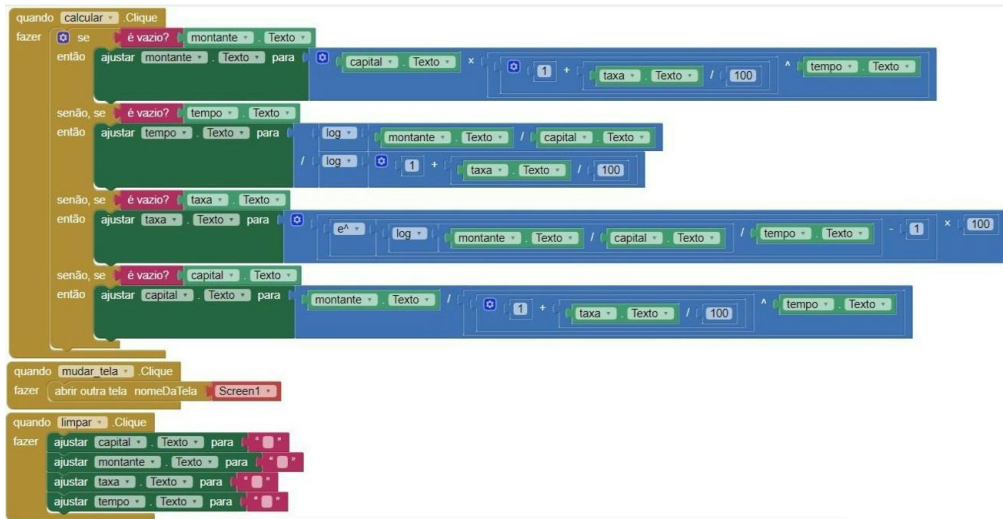 quando calcular .Clique
fazer se é vazio? montante . Texto
então ajustar montante . Texto para capital . Texto × 1 + taxa . Texto / 100 ^ tempo . Texto
senão, se é vazio? tempo . Texto
então ajustar tempo . Texto para log montante . Texto / capital . Texto
/ log 1 + taxa . Texto / 100
senão, se é vazio? taxa . Texto
então ajustar taxa . Texto para e^ log montante . Texto / capital . Texto / tempo . Texto - 1 × 100
senão, se é vazio? capital . Texto
então ajustar capital . Texto para montante . Texto / 1 + taxa . Texto / 100 ^ tempo . Texto
quando mudar_tela .Clique
fazer abrir outra tela nomeDaTela Screen1
quando limpar .Clique
fazer ajustar capital . Texto para " "
ajustar montante . Texto para " "
ajustar taxa . Texto para " "
ajustar tempo . Texto para " "